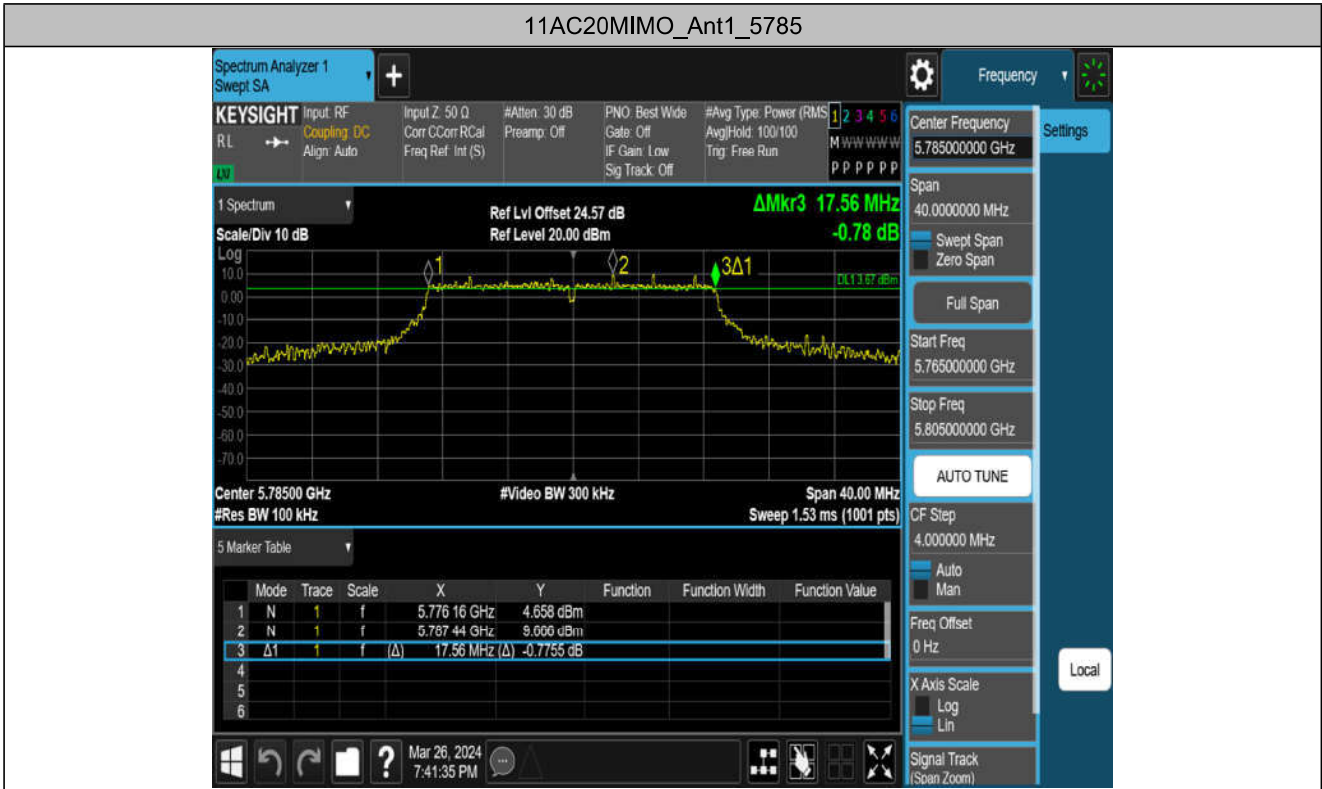 11AC20MIMO_Ant1_5785
Spectrum Analyzer 1
Swept SA
+
Frequency
KEYSIGHT
RL
LXI
Input: RF
Coupling: DC
Align: Auto
Input Z: 50 Ω
Corr CCorr RCal
Freq Ref: Int (S)
#Atten: 30 dB
Preamp: Off
PNO: Best Wide
Gate: Off
IF Gain: Low
Sig Track: Off
#Avg Type: Power (RMS
Avg|Hold: 100/100
Trig: Free Run
1 2 3 4 5 6
M W W W W W
P P P P P P
1 Spectrum
Scale/Div 10 dB
Ref Lvl Offset 24.57 dB
Ref Level 20.00 dBm
ΔMkr3 17.56 MHz
-0.78 dB
Log
10.0
0.00
-10.0
-20.0
-30.0
-40.0
-50.0
-60.0
-70.0
1
2
3Δ1
DL1 3.67 dBm
Center 5.78500 GHz
#Res BW 100 kHz
#Video BW 300 kHz
Span 40.00 MHz
Sweep 1.53 ms (1001 pts)
5 Marker Table
Mode Trace Scale X Y Function Function Width Function Value
1 N 1 f 5.776 16 GHz 4.658 dBm
2 N 1 f 5.787 44 GHz 9.666 dBm
3 Δ1 1 f (Δ) 17.56 MHz (Δ) -0.7755 dB
4
5
6
Mar 26, 2024
7:41:35 PM
?
Center Frequency
5.785000000 GHz
Settings
Span
40.0000000 MHz
Swept Span
Zero Span
Full Span
Start Freq
5.765000000 GHz
Stop Freq
5.805000000 GHz
AUTO TUNE
CF Step
4.000000 MHz
Auto
Man
Freq Offset
0 Hz
Local
X Axis Scale
Log
Lin
Signal Track
(Span Zoom)